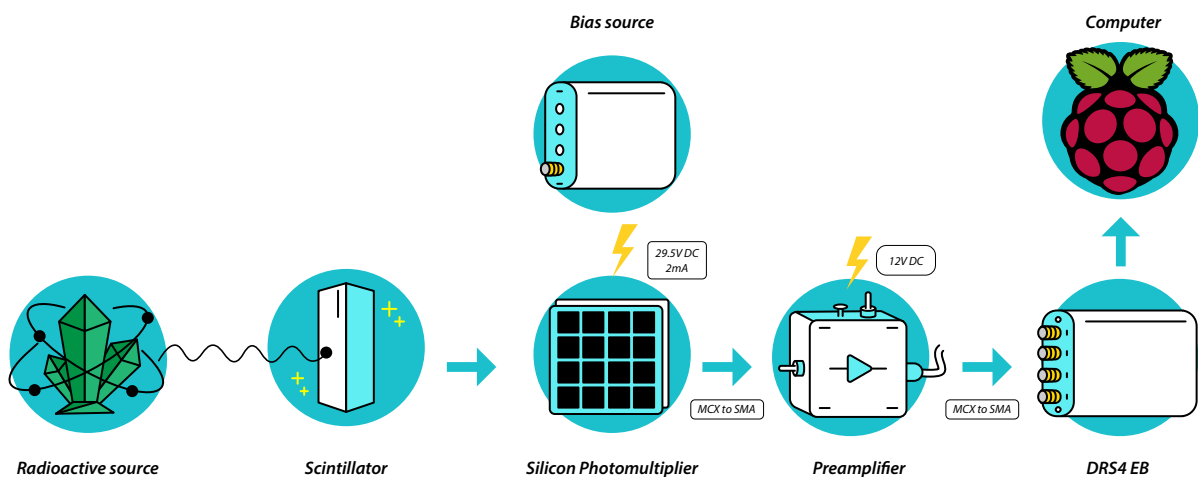 Bias source
Computer
29.5V DC
2mA
12V DC
MCX to SMA
MCX to SMA
Radioactive source
Scintillator
Silicon Photomultiplier
Preamplifier
DRS4 EB